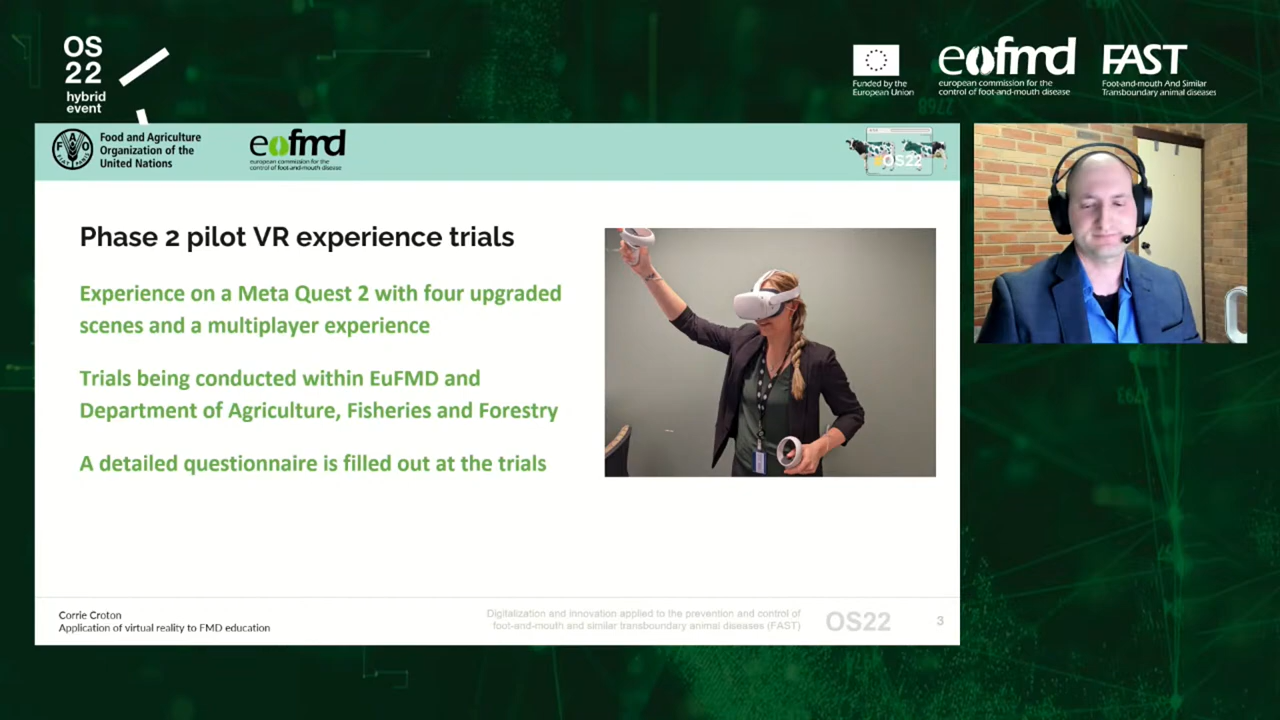 OS
22
hybrid
event
Funded by the
European Union
eofmd
european commission for the
control of foot-and-mouth disease
FAST
Foot-and-mouth And Similar
Transboundary animal diseases
FAO
FIAT PANIS
Food and Agriculture
Organization of the
United Nations
eofmd
european commission for the
control of foot-and-mouth disease
OS22
Phase 2 pilot VR experience trials
Experience on a Meta Quest 2 with four upgraded
scenes and a multiplayer experience
Trials being conducted within EuFMD and
Department of Agriculture, Fisheries and Forestry
A detailed questionnaire is filled out at the trials
Corrie Croton
Application of virtual reality to FMD education
Digitalization and innovation applied to the prevention and control of
foot-and-mouth and similar transboundary animal diseases (FAST)
OS22
3